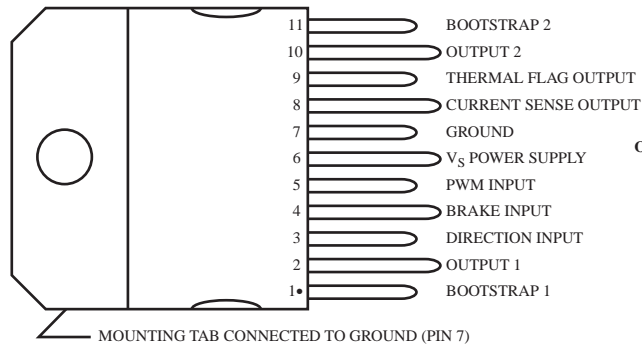 11 BOOTSTRAP 2
10 OUTPUT 2
9 THERMAL FLAG OUTPUT
8 CURRENT SENSE OUTPUT
7 GROUND
6 VS POWER SUPPLY
5 PWM INPUT
4 BRAKE INPUT
3 DIRECTION INPUT
2 OUTPUT 1
1 BOOTSTRAP 1
MOUNTING TAB CONNECTED TO GROUND (PIN 7)